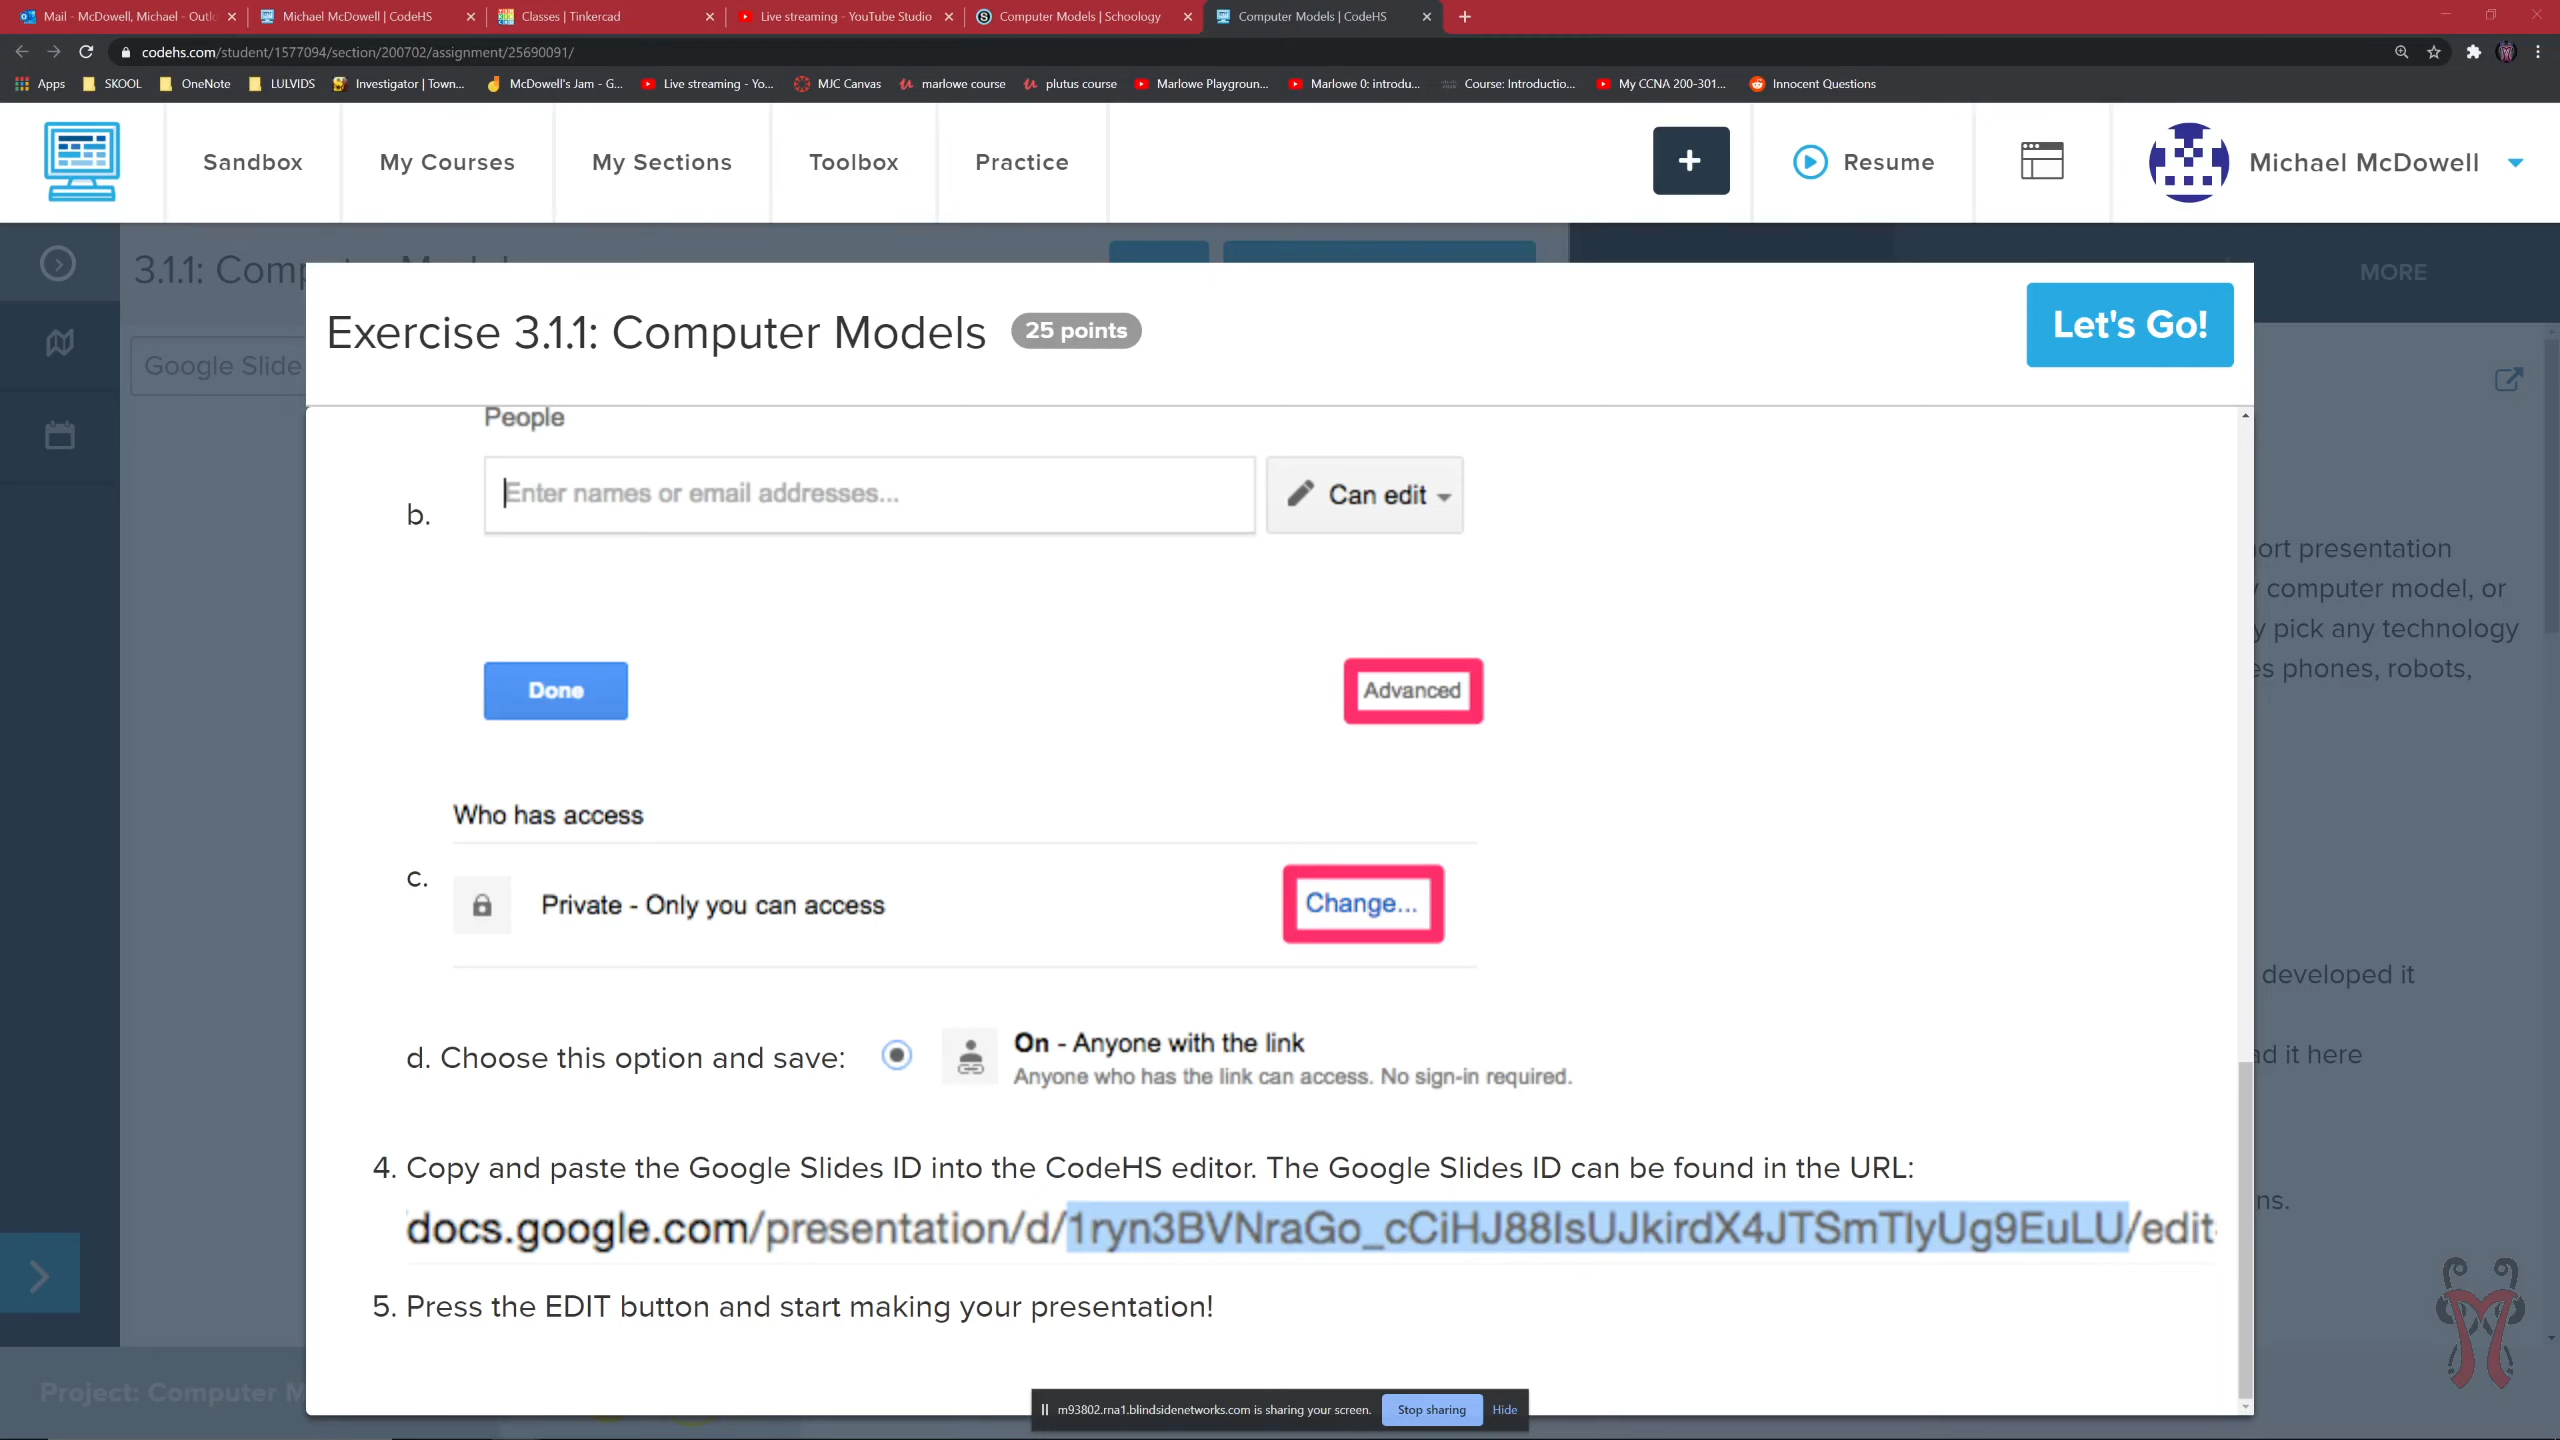 Mail - McDowell, Michael - Outlo
Michael McDowell | CodeHS
Classes | Tinkercad
Live streaming - YouTube Studio
Computer Models | Schoology
Computer Models | CodeHS
codehs.com/student/1577094/section/200702/assignment/25690091/
Apps
SKOOL
OneNote
LULVIDS
Investigator | Town...
McDowell's Jam - G...
Live streaming - Yo...
MJC Canvas
marlowe course
plutus course
Marlowe Playgroun...
Marlowe 0: introdu...
Course: Introductio...
My CCNA 200-301...
Innocent Questions
Sandbox
My Courses
My Sections
Toolbox
Practice
+
Resume
Michael McDowell
3.1.1:
MORE
Google Slide
Exercise 3.1.1: Computer Models
25 points
Let's Go!
People
b.
Enter names or email addresses...
Can edit
Done
Advanced
ort presentation
computer model, or
y pick any technology
es phones, robots,
Who has access
c.
Private - Only you can access
Change...
developed it
d. Choose this option and save:
On - Anyone with the link
Anyone who has the link can access. No sign-in required.
ad it here
4. Copy and paste the Google Slides ID into the CodeHS editor. The Google Slides ID can be found in the URL:
ns.
docs.google.com/presentation/d/1ryn3BVNraGo_cCiHJ88IsUJkirdX4JTSmTlyUg9EuLU/edit
5. Press the EDIT button and start making your presentation!
Project: Computer M
m93802.rna1.blindsidenetworks.com is sharing your screen.
Stop sharing
Hide